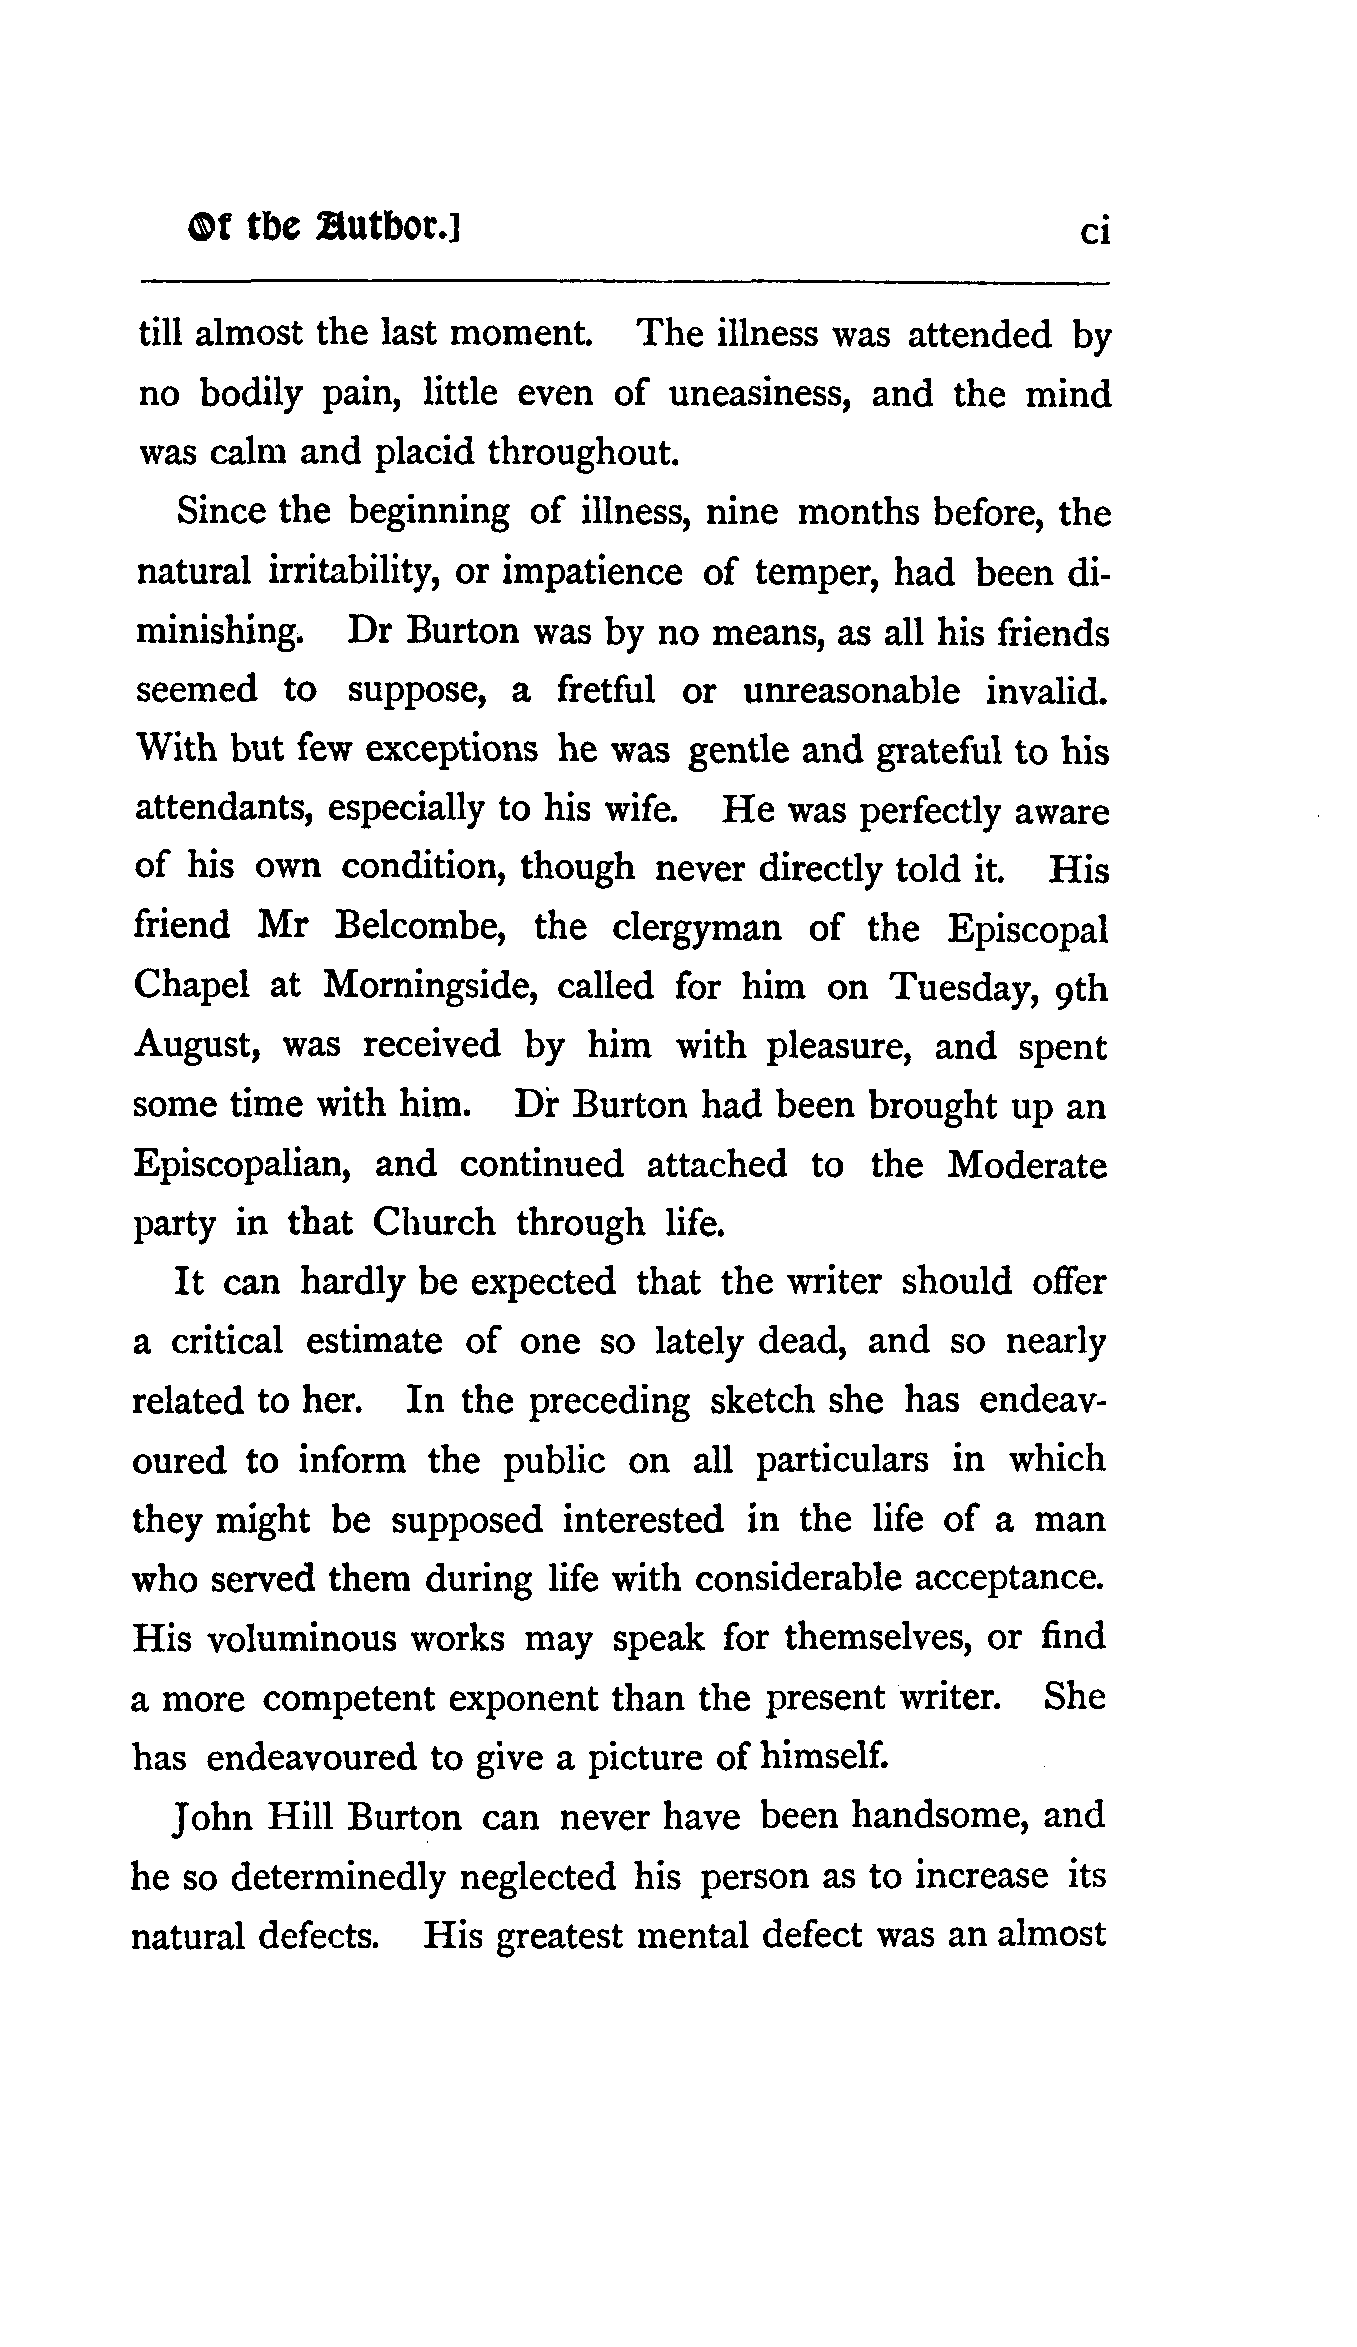 Of the Author.] ci
till almost the last moment. The illness was attended by
no bodily pain, little even of uneasiness, and the mind
was calm and placid throughout.
Since the beginning of illness, nine months before, the
natural irritability, or impatience of temper, had been di-
minishing. Dr Burton was by no means, as all his friends
seemed to suppose, a fretful or unreasonable invalid.
With but few exceptions he was gentle and grateful to his
attendants, especially to his wife. He was perfectly aware
of his own condition, though never directly told it. His
friend Mr Belcombe, the clergyman of the Episcopal
Chapel at Morningside, called for him on Tuesday, 9th
August, was received by him with pleasure, and spent
some time with him. Dr Burton had been brought up an
Episcopalian, and continued attached to the Moderate
party in that Church through life.
It can hardly be expected that the writer should offer
a critical estimate of one so lately dead, and so nearly
related to her. In the preceding sketch she has endeav-
oured to inform the public on all particulars in which
they might be supposed interested in the life of a man
who served them during life with considerable acceptance.
His voluminous works may speak for themselves, or find
a more competent exponent than the present writer. She
has endeavoured to give a picture of himself.
John Hill Burton can never have been handsome, and
he so determinedly neglected his person as to increase its
natural defects. His greatest mental defect was an almost